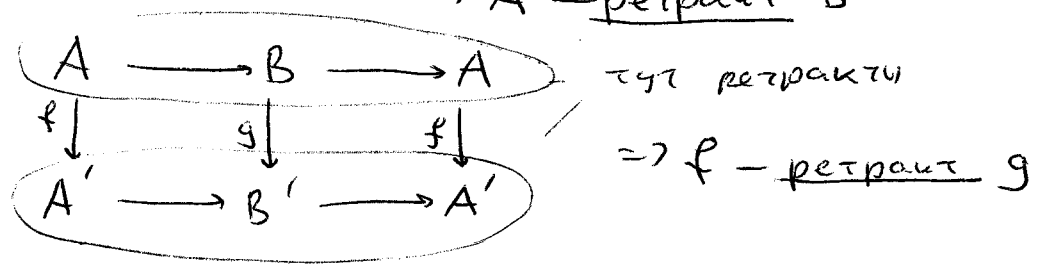 A – ретракт B
A → B → A тут ретракты
f ↓ g ↓ f ↓
=> f – ретракт g
A' → B' → A'